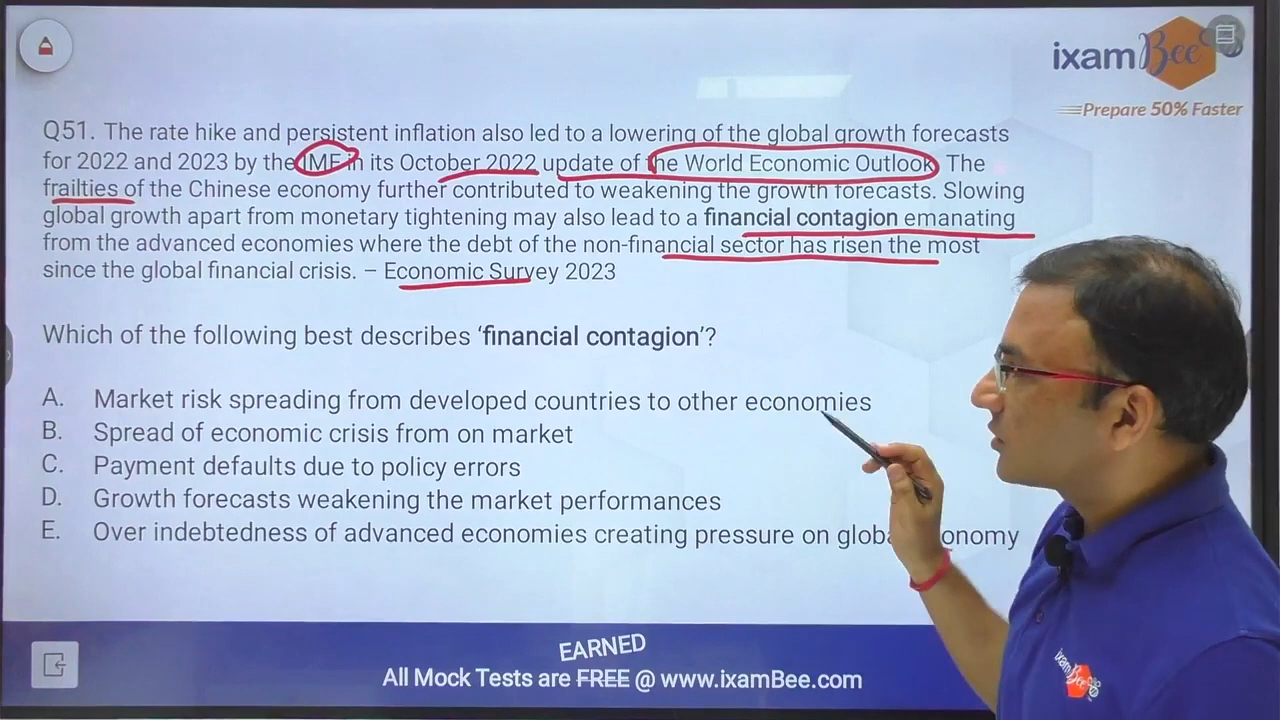 ixamBee
Prepare 50% Faster
Q51. The rate hike and persistent inflation also led to a lowering of the global growth forecasts
for 2022 and 2023 by the IMF in its October 2022 update of the World Economic Outlook. The
frailties of the Chinese economy further contributed to weakening the growth forecasts. Slowing
global growth apart from monetary tightening may also lead to a financial contagion emanating
from the advanced economies where the debt of the non-financial sector has risen the most
since the global financial crisis. – Economic Survey 2023
Which of the following best describes ‘financial contagion’?
A. Market risk spreading from developed countries to other economies
B. Spread of economic crisis from on market
C. Payment defaults due to policy errors
D. Growth forecasts weakening the market performances
E. Over indebtedness of advanced economies creating pressure on global economy
EARNED
All Mock Tests are FREE @ www.ixamBee.com
ixamBee